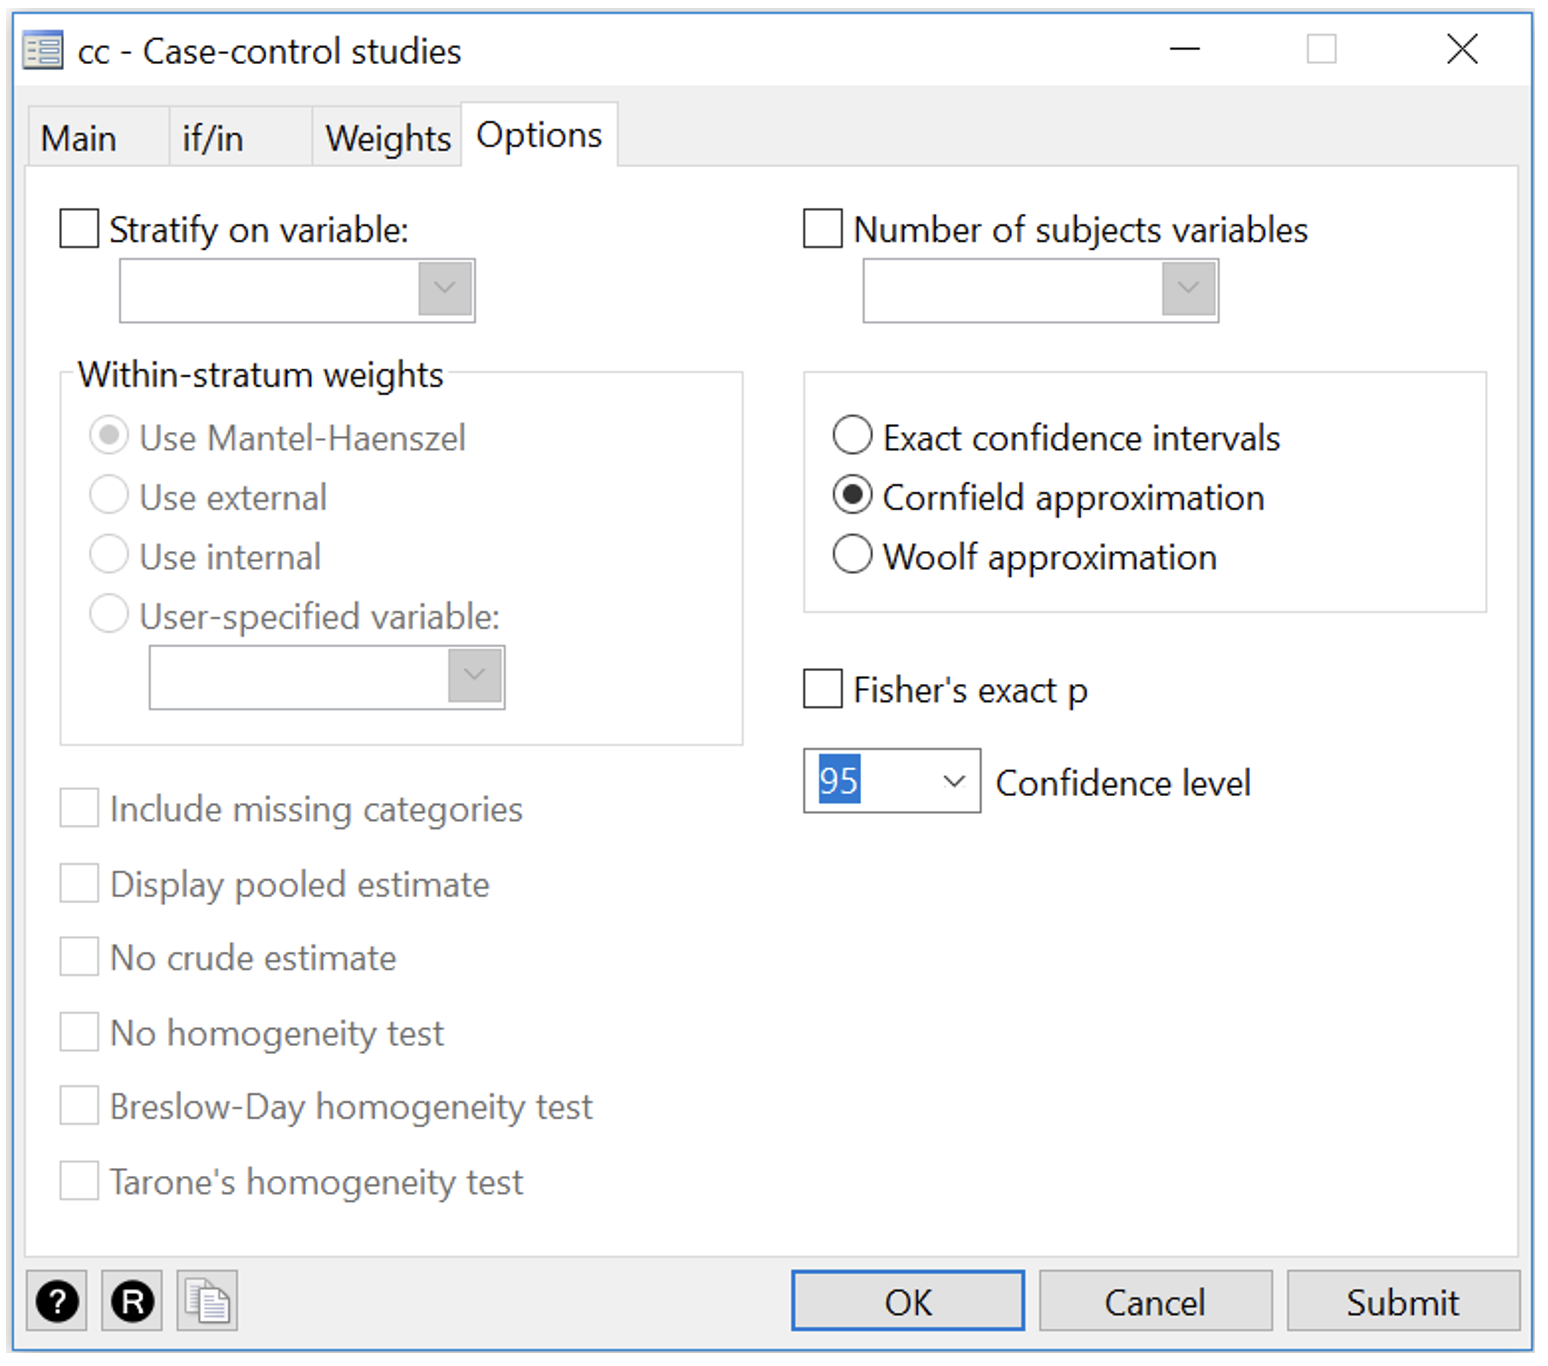 cc - Case-control studies
Main if/in Weights Options
Stratify on variable:
Within-stratum weights
Use Mantel-Haenszel
Use external
Use internal
User-specified variable:
Include missing categories
Display pooled estimate
No crude estimate
No homogeneity test
Breslow-Day homogeneity test
Tarone's homogeneity test
Number of subjects variables
Exact confidence intervals
Cornfield approximation
Woolf approximation
Fisher's exact p
95 Confidence level
? R OK Cancel Submit